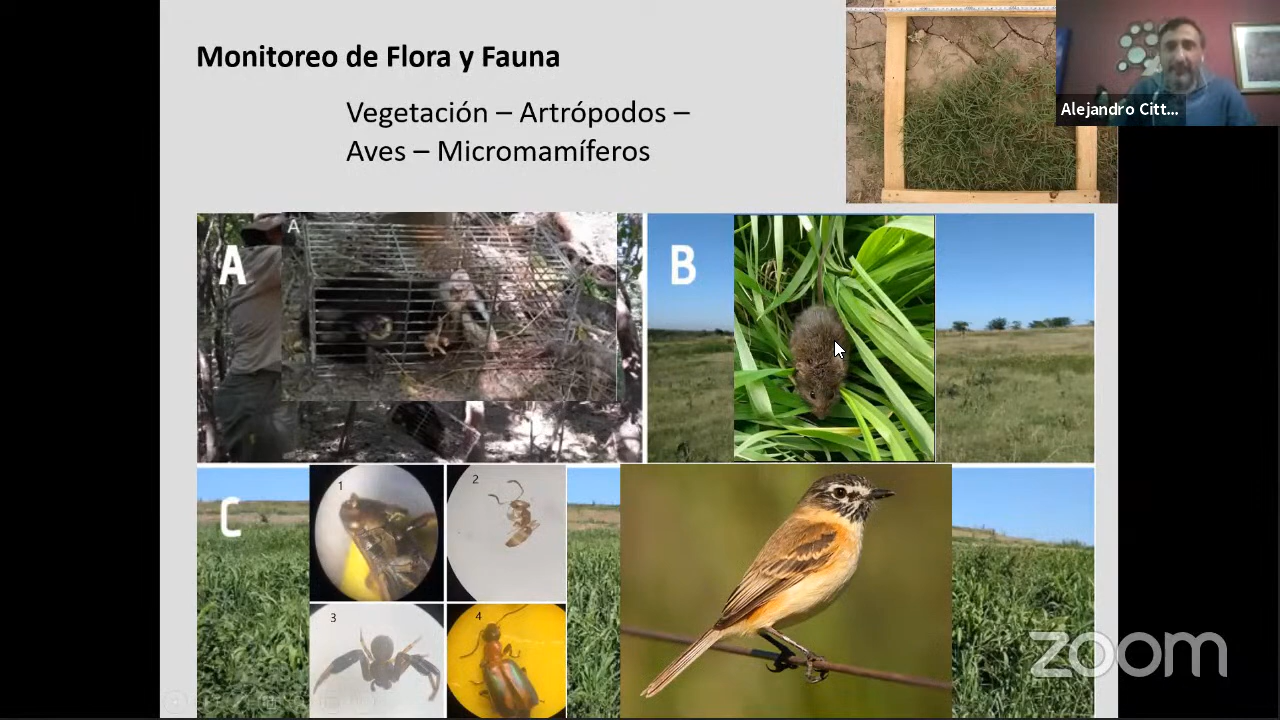 Monitoreo de Flora y Fauna
Vegetación – Artrópodos –
Aves – Micromamíferos
Alejandro Citt...
A
A
B
C
1
2
3
4
zoom